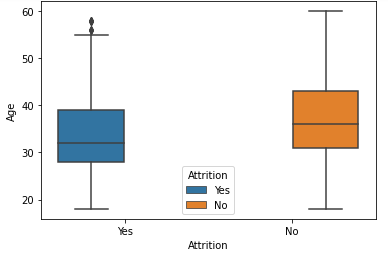 60
50
40
30
20
Age
Attrition
Yes
No
Yes
No
Attrition